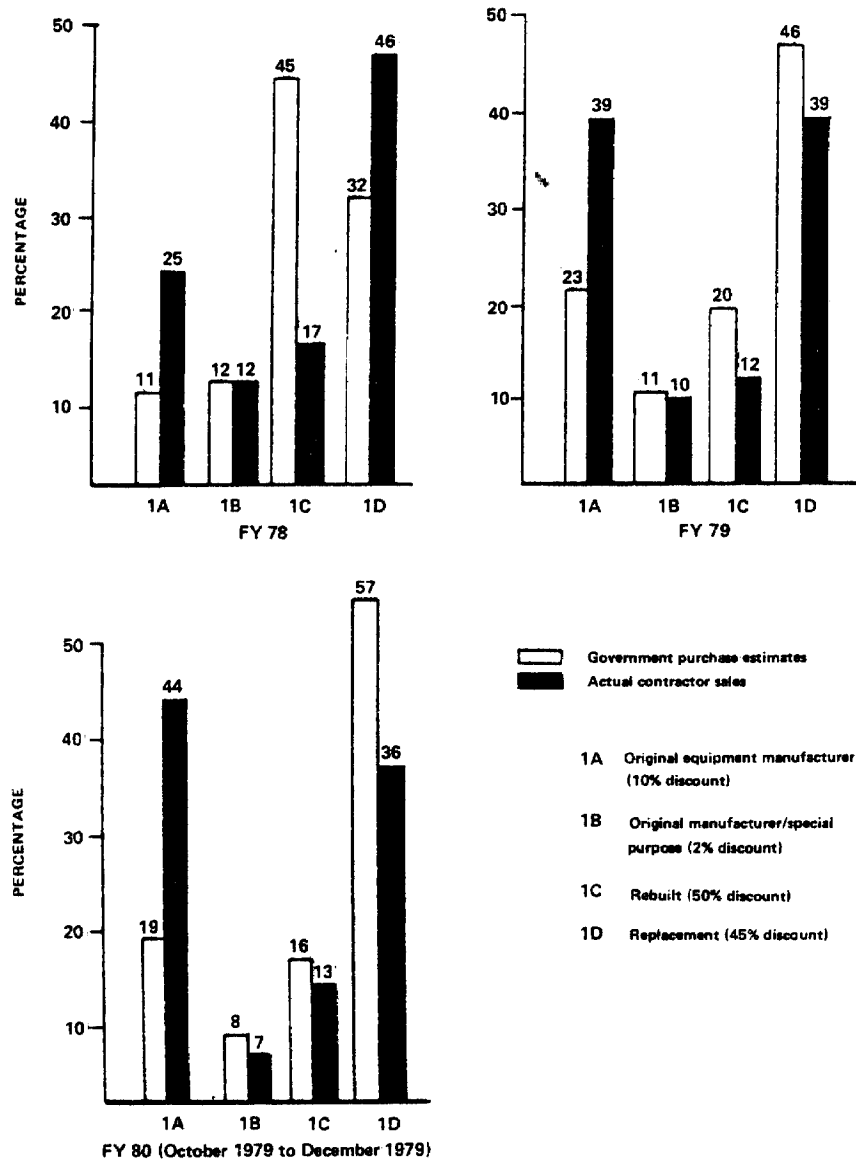 50
40
30
20
10
PERCENTAGE
11
25
12
12
45
17
32
46
1A
1B
1C
1D
FY 78
50
40
30
20
10
23
39
11
10
20
12
46
39
1A
1B
1C
1D
FY 79
50
40
30
20
10
PERCENTAGE
19
44
8
7
16
13
57
36
1A
1B
1C
1D
FY 80 (October 1979 to December 1979)
Government purchase estimates
Actual contractor sales
1A Original equipment manufacturer
(10% discount)
1B Original manufacturer/special
purpose (2% discount)
1C Rebuilt (50% discount)
1D Replacement (45% discount)